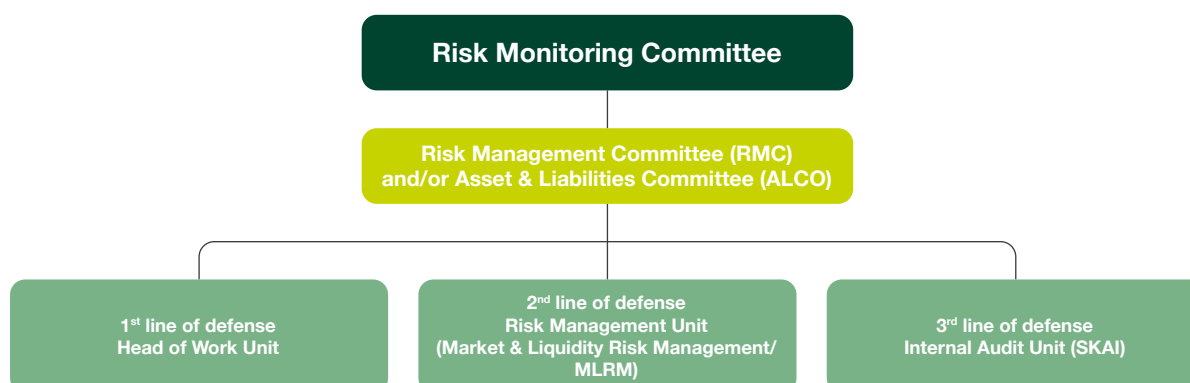 Risk Monitoring Committee
Risk Management Committee (RMC)
and/or Asset & Liabilities Committee (ALCO)
1st line of defense
Head of Work Unit
2nd line of defense
Risk Management Unit
(Market & Liquidity Risk Management/
MLRM)
3rd line of defense
Internal Audit Unit (SKAI)